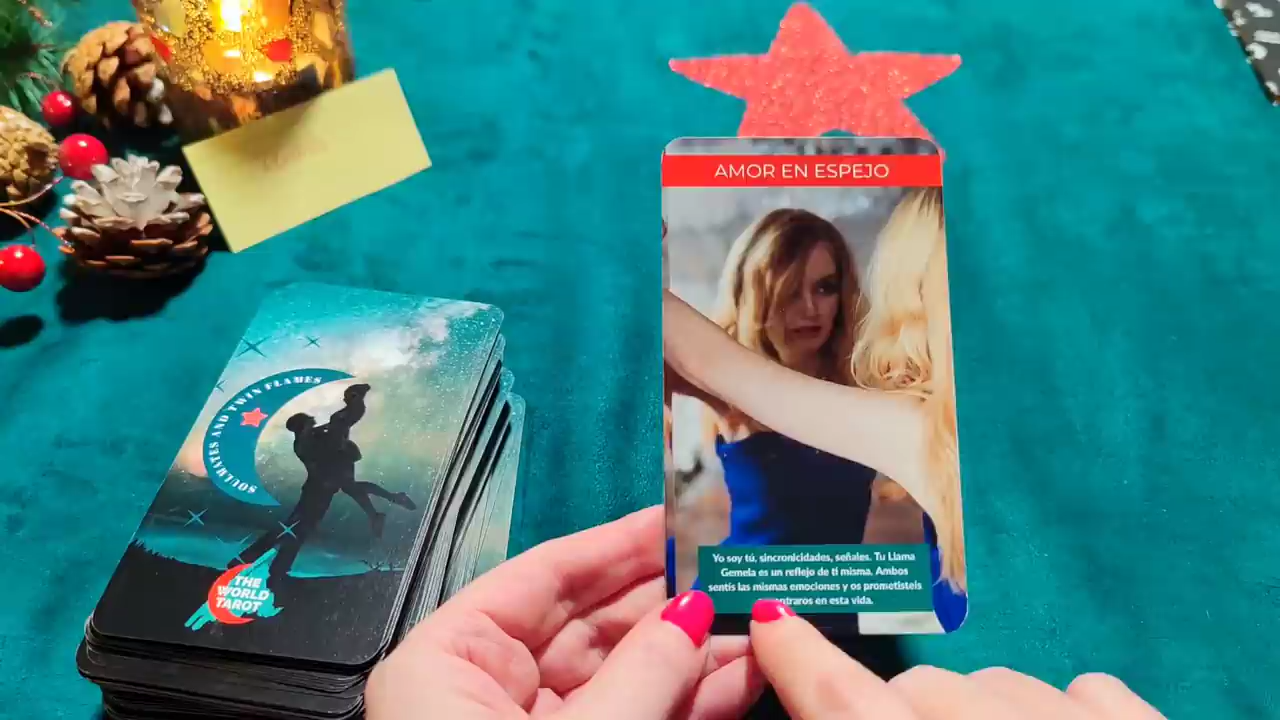 AMOR EN ESPEJO
Yo soy tú, sincronicidades, señales. Tu Llama
Gemela es un reflejo de ti misma. Ambos
sentís las mismas emociones y os prometisteis
en esta vida.
SOULMATES AND TWIN FLAMES
THE
WORLD
TAROT